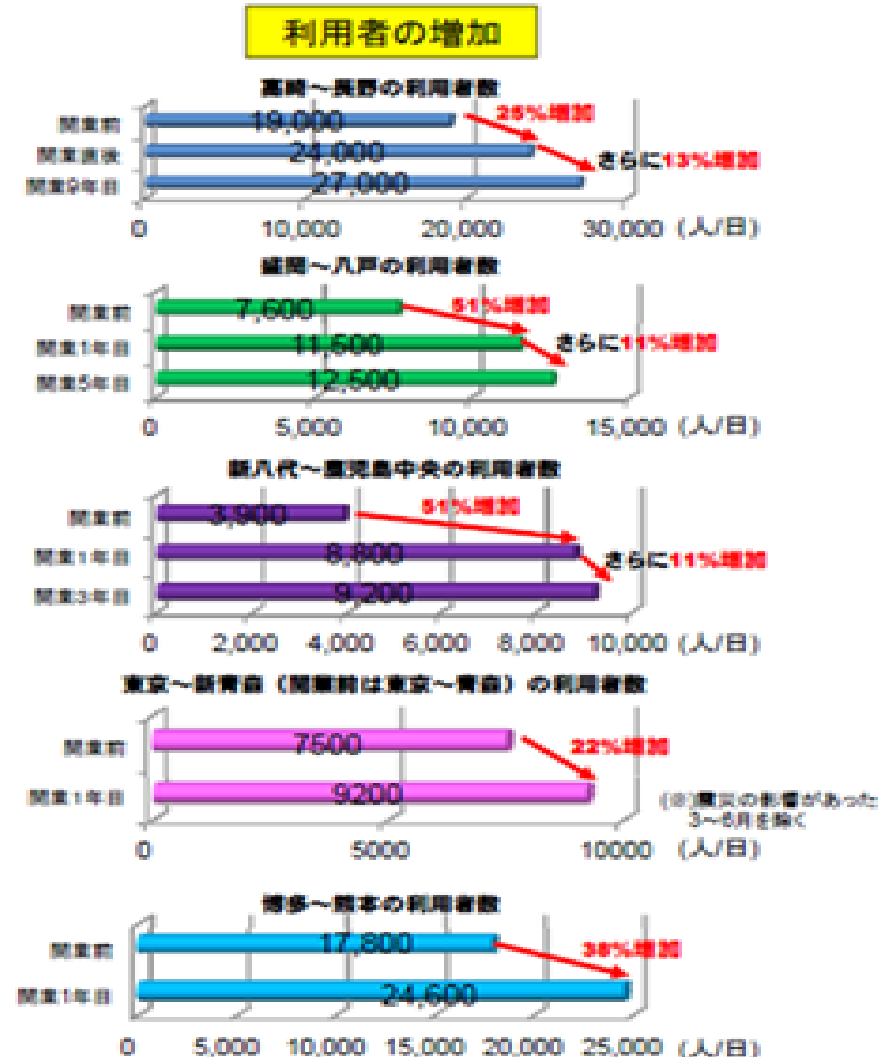 利用者の増加
高崎～長野の利用者数
開業前 19,000 25%増加
開業直後 24,000 さらに13%増加
開業9年目 27,000
0 10,000 20,000 30,000 (人/日)
盛岡～八戸の利用者数
開業前 7,600 51%増加
開業1年目 11,500 さらに11%増加
開業5年目 12,500
0 5,000 10,000 15,000 (人/日)
新八代～鹿児島中央の利用者数
開業前 3,900 51%増加
開業1年目 8,800 さらに11%増加
開業3年目 9,200
0 2,000 4,000 6,000 8,000 10,000 (人/日)
東京～新青森（開業前は東京～青森）の利用者数
開業前 7500 22%増加
開業1年目 9200
(※)震災の影響があった
3～6月を除く
0 5000 10000 (人/日)
博多～熊本の利用者数
開業前 17,800 38%増加
開業1年目 24,600
0 5,000 10,000 15,000 20,000 25,000 (人/日)